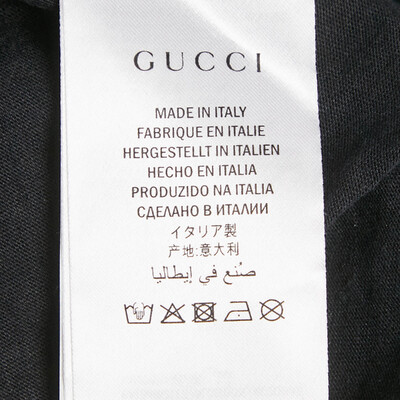 GUCCI
MADE IN ITALY
FABRIQUE EN ITALIE
HERGESTELLT IN ITALIEN
HECHO EN ITALIA
PRODUZIDO NA ITALIA
СДЕЛАНО В ИТАЛИИ
イタリア製
产地:意大利
صُنع في إيطاليا